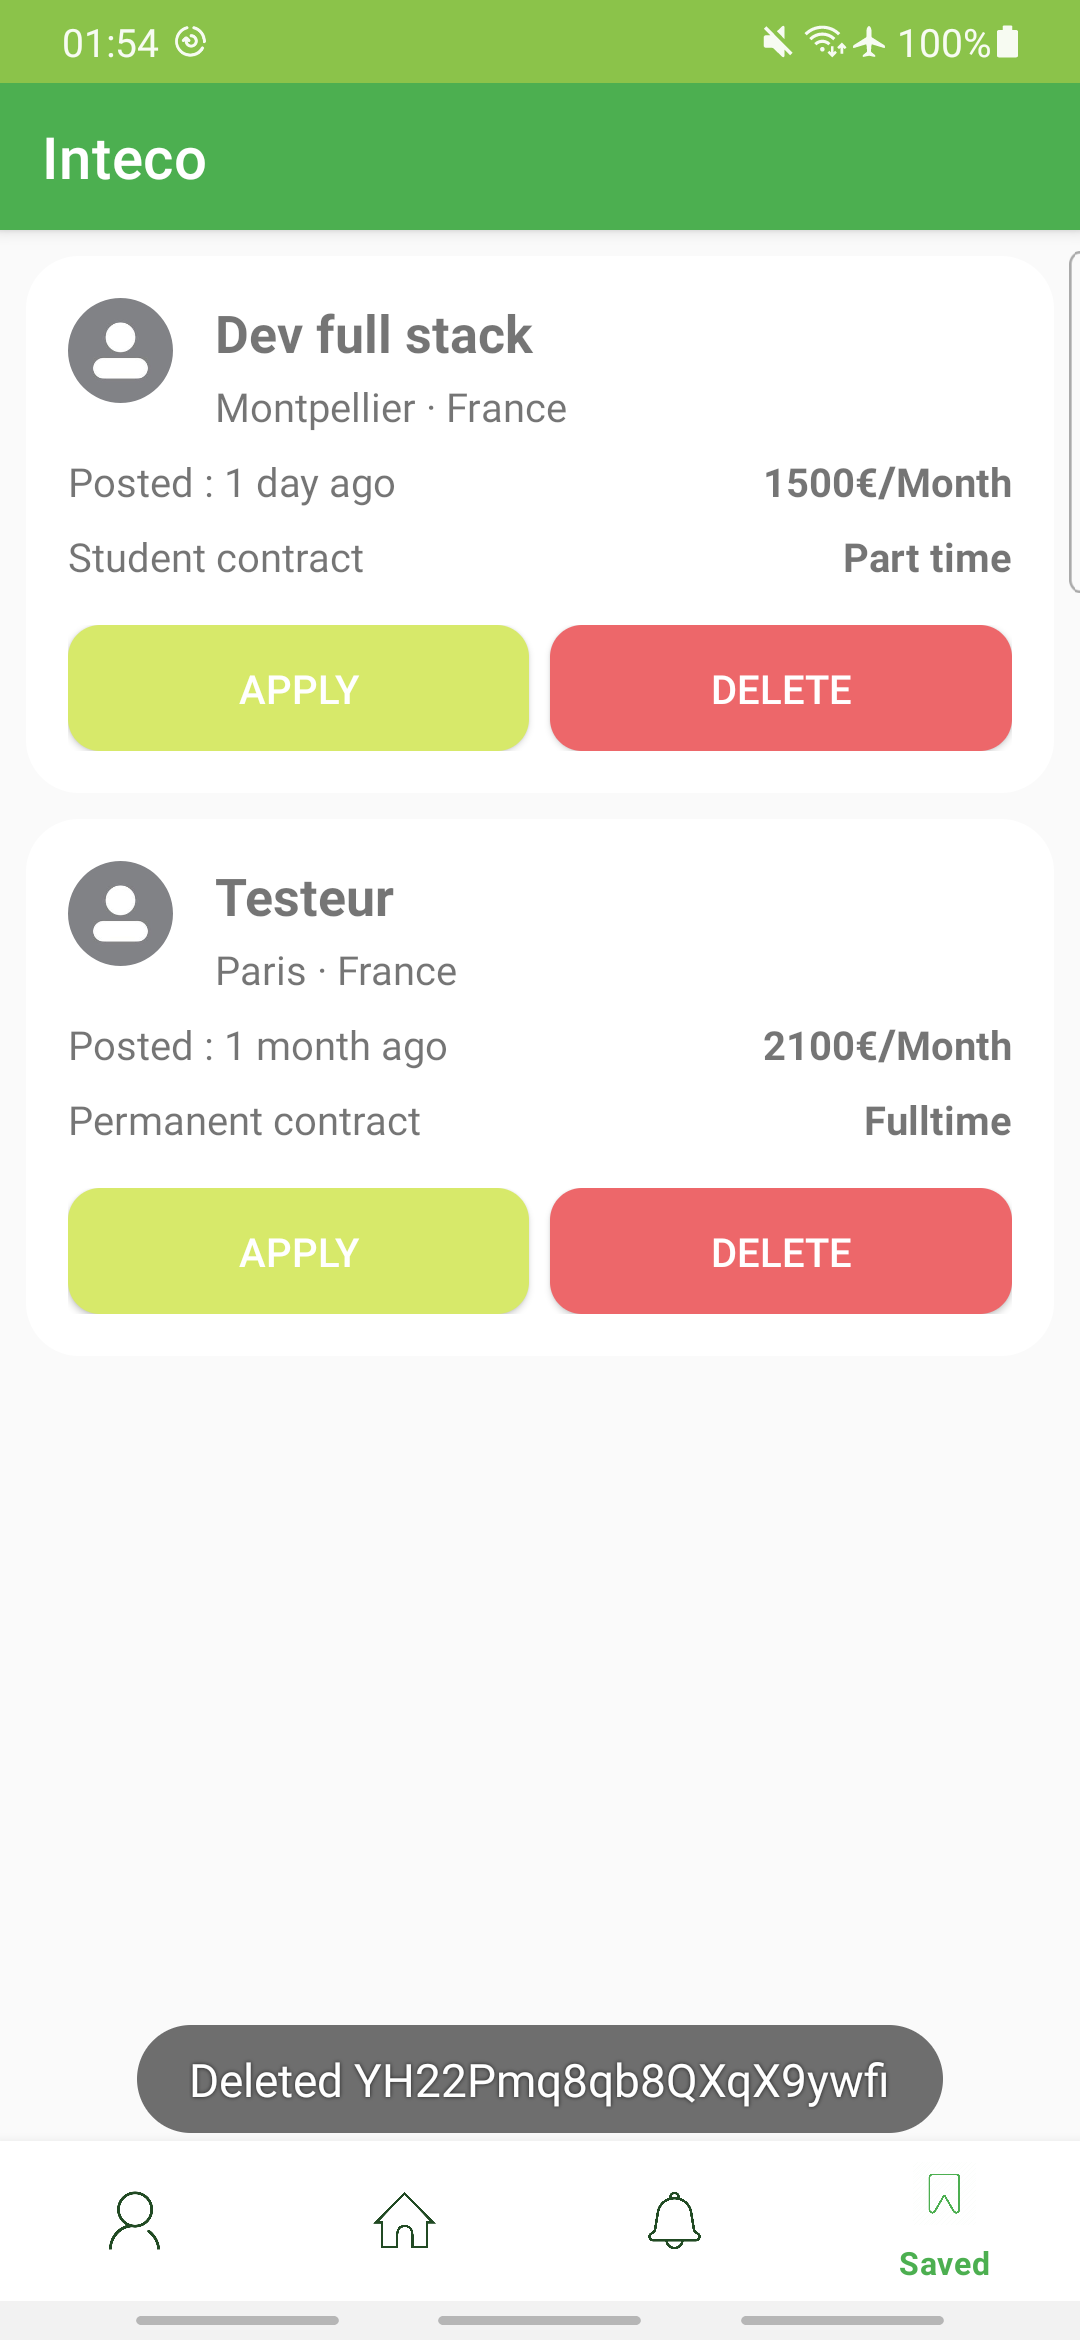 01:54 100%
Inteco
Dev full stack
Montpellier · France
Posted : 1 day ago 1500€/Month
Student contract Part time
APPLY DELETE
Testeur
Paris · France
Posted : 1 month ago 2100€/Month
Permanent contract Fulltime
APPLY DELETE
Deleted YH22Pmq8qb8QXqX9ywfi
Saved